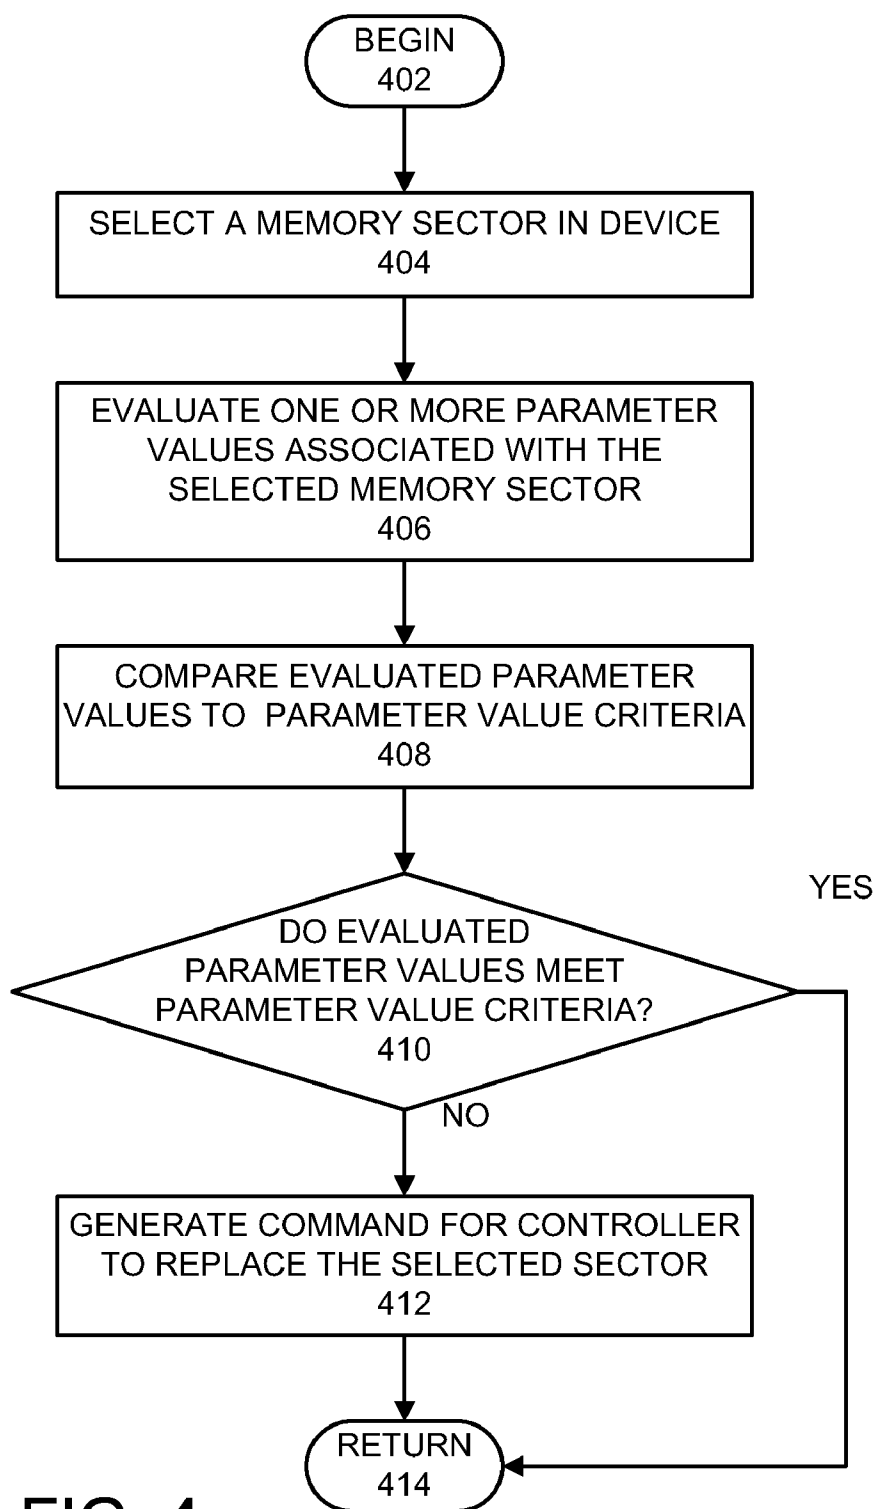 BEGIN
402
SELECT A MEMORY SECTOR IN DEVICE
404
EVALUATE ONE OR MORE PARAMETER
VALUES ASSOCIATED WITH THE
SELECTED MEMORY SECTOR
406
COMPARE EVALUATED PARAMETER
VALUES TO PARAMETER VALUE CRITERIA
408
YES
DO EVALUATED
PARAMETER VALUES MEET
PARAMETER VALUE CRITERIA?
410
NO
GENERATE COMMAND FOR CONTROLLER
TO REPLACE THE SELECTED SECTOR
412
RETURN
414
FIG. 4